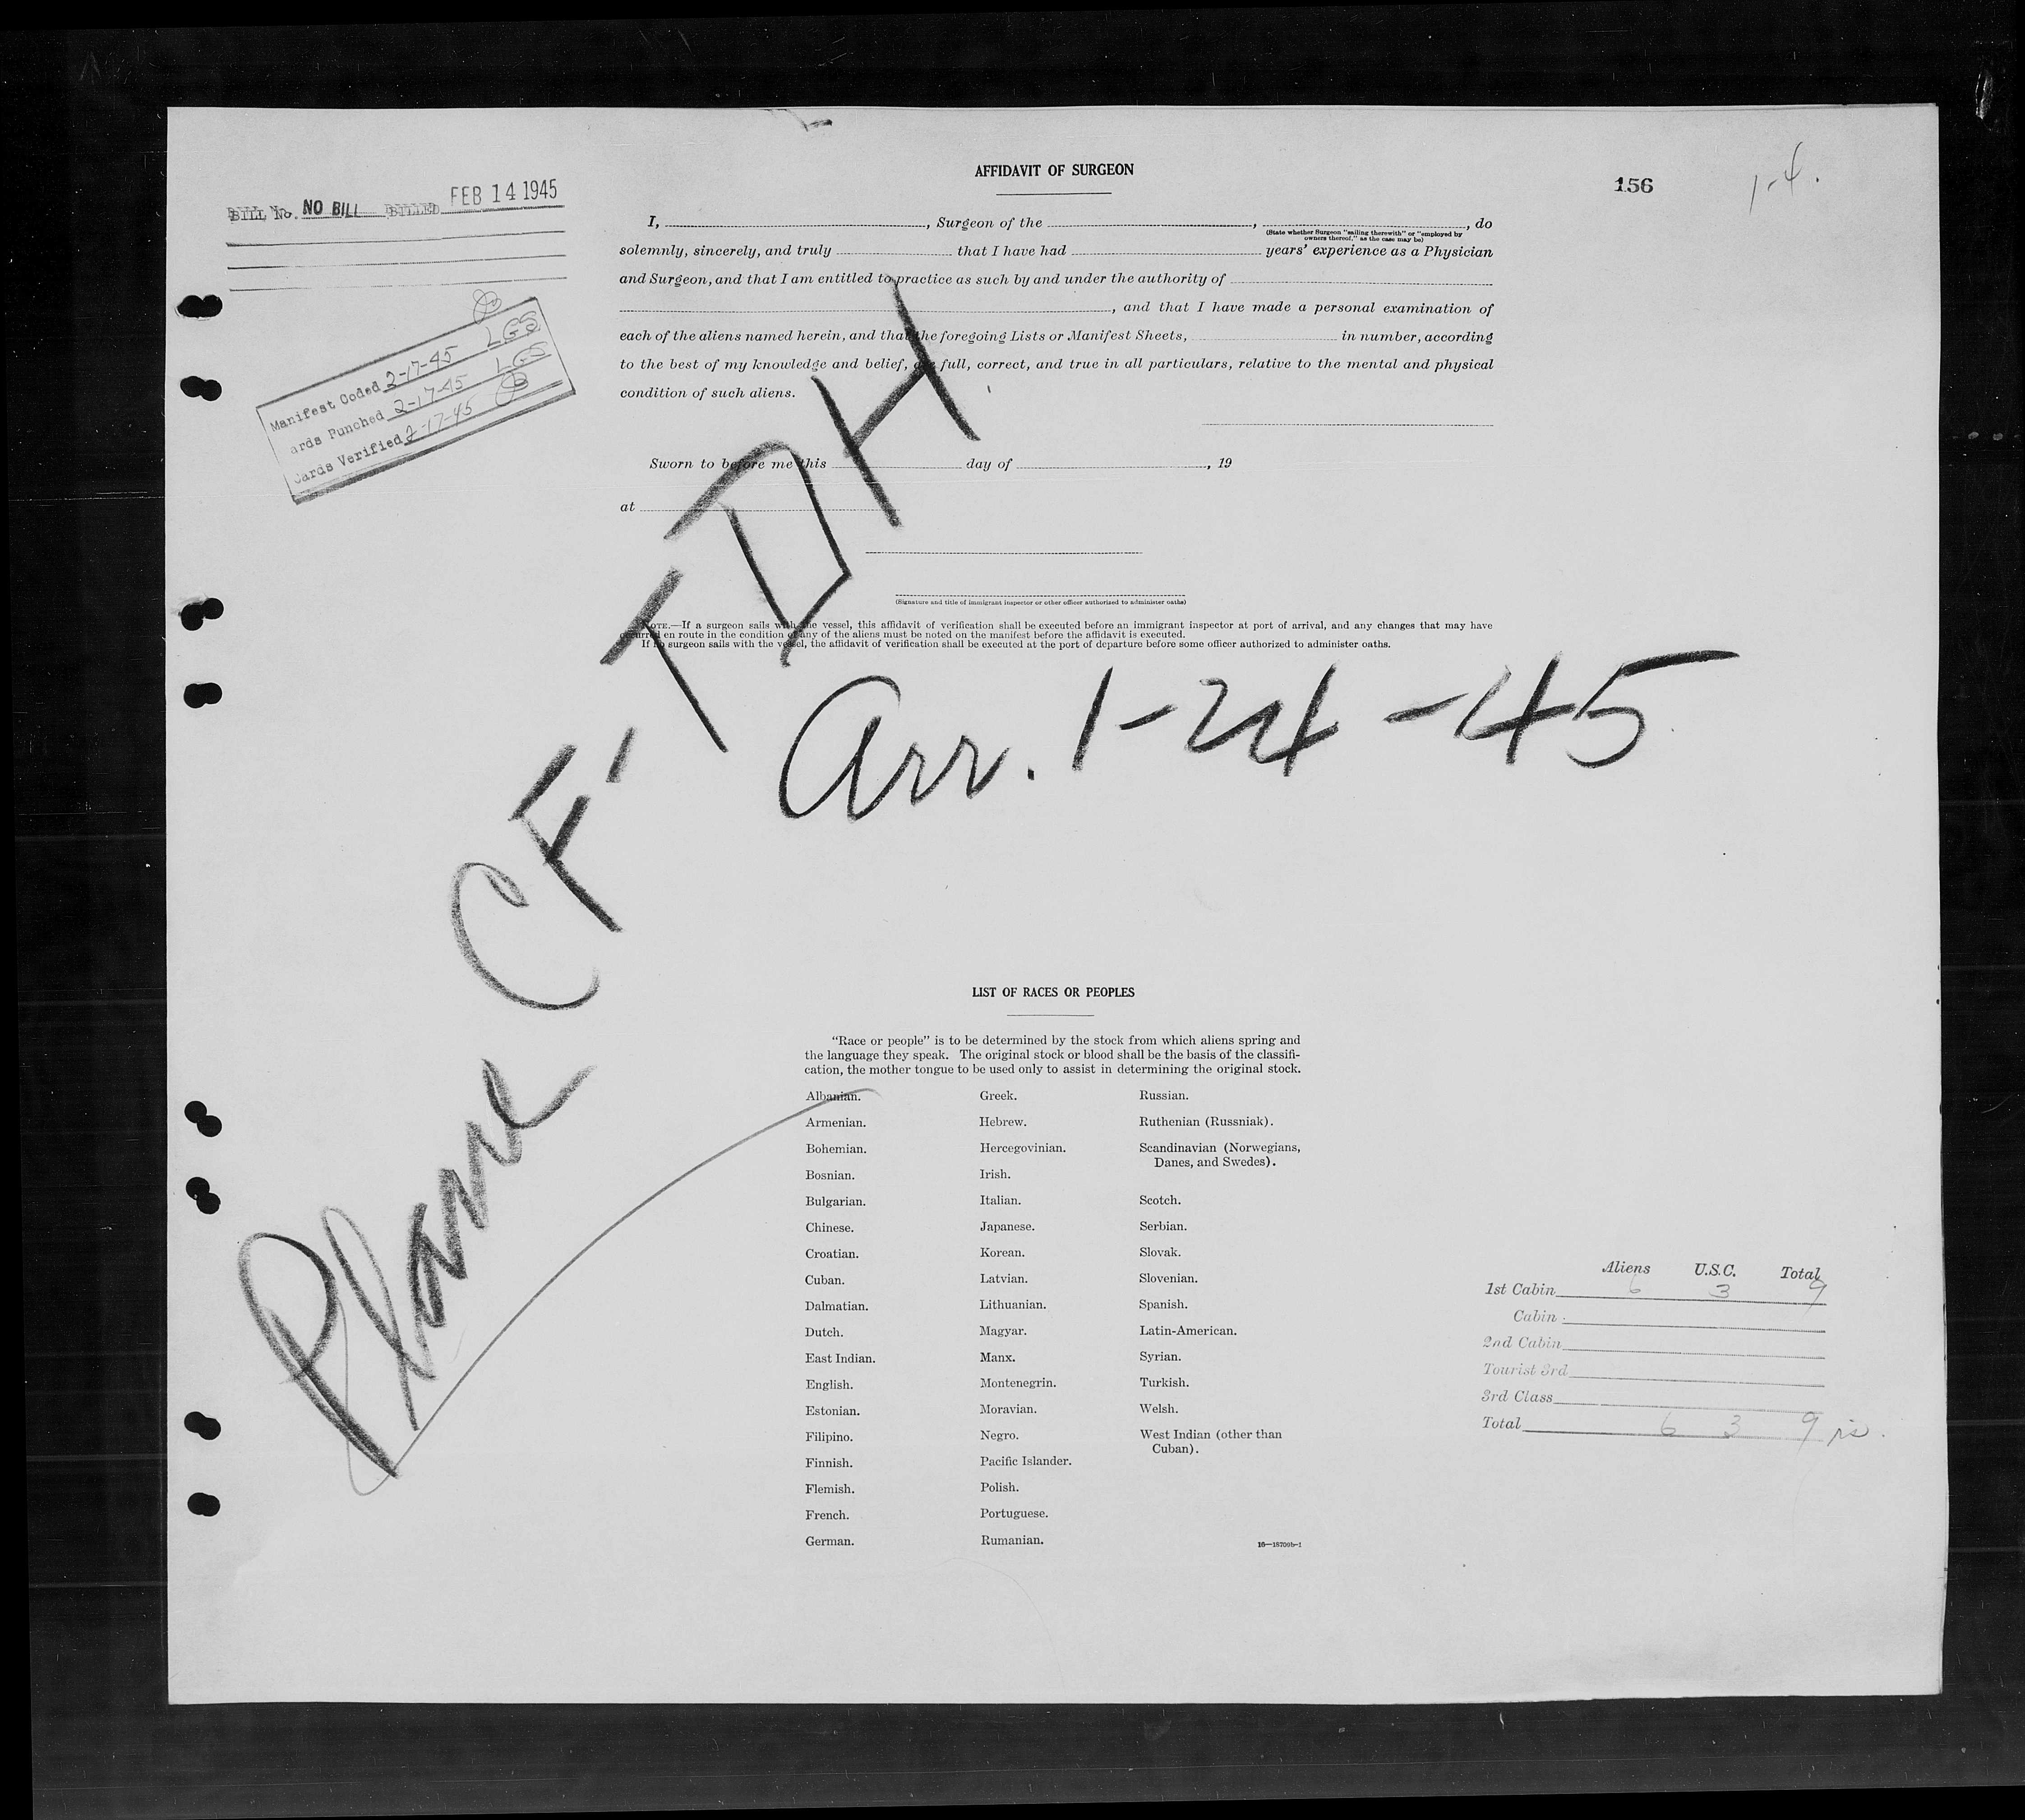 AFFIDAVIT OF SURGEON
156
1-4.
BILL No. NO BILL BILLED FEB 14 1945
I, , Surgeon of the , , do
(State whether Surgeon "sailing therewith" or "employed by
owners thereof," as the case may be)
solemnly, sincerely, and truly that I have had years' experience as a Physician
and Surgeon, and that I am entitled to practice as such by and under the authority of
, and that I have made a personal examination of
each of the aliens named herein, and that the foregoing Lists or Manifest Sheets, in number, according
to the best of my knowledge and belief, are full, correct, and true in all particulars, relative to the mental and physical
condition of such aliens.
Manifest Coded 2-17-45 LGS
ards Punched 2-17-45 LGS
Cards Verified 2-17-45
Sworn to before me this day of , 19
at
(Signature and title of immigrant inspector or other officer authorized to administer oaths)
NOTE.—If a surgeon sails with the vessel, this affidavit of verification shall be executed before an immigrant inspector at port of arrival, and any changes that may have
occurred en route in the condition of any of the aliens must be noted on the manifest before the affidavit is executed.
If no surgeon sails with the vessel, the affidavit of verification shall be executed at the port of departure before some officer authorized to administer oaths.
Plane CF-TDH
Arr. 1-24-45
LIST OF RACES OR PEOPLES
"Race or people" is to be determined by the stock from which aliens spring and
the language they speak. The original stock or blood shall be the basis of the classifi-
cation, the mother tongue to be used only to assist in determining the original stock.
Albanian.
Armenian.
Bohemian.
Bosnian.
Bulgarian.
Chinese.
Croatian.
Cuban.
Dalmatian.
Dutch.
East Indian.
English.
Estonian.
Filipino.
Finnish.
Flemish.
French.
German.
Greek.
Hebrew.
Hercegovinian.
Irish.
Italian.
Japanese.
Korean.
Latvian.
Lithuanian.
Magyar.
Manx.
Montenegrin.
Moravian.
Negro.
Pacific Islander.
Polish.
Portuguese.
Rumanian.
Russian.
Ruthenian (Russniak).
Scandinavian (Norwegians,
Danes, and Swedes).
Scotch.
Serbian.
Slovak.
Slovenian.
Spanish.
Latin-American.
Syrian.
Turkish.
Welsh.
West Indian (other than
Cuban).
16—18709b-1
Aliens U.S.C. Total
1st Cabin 6 3 9
Cabin
2nd Cabin
Tourist 3rd
3rd Class
Total 6 3 9